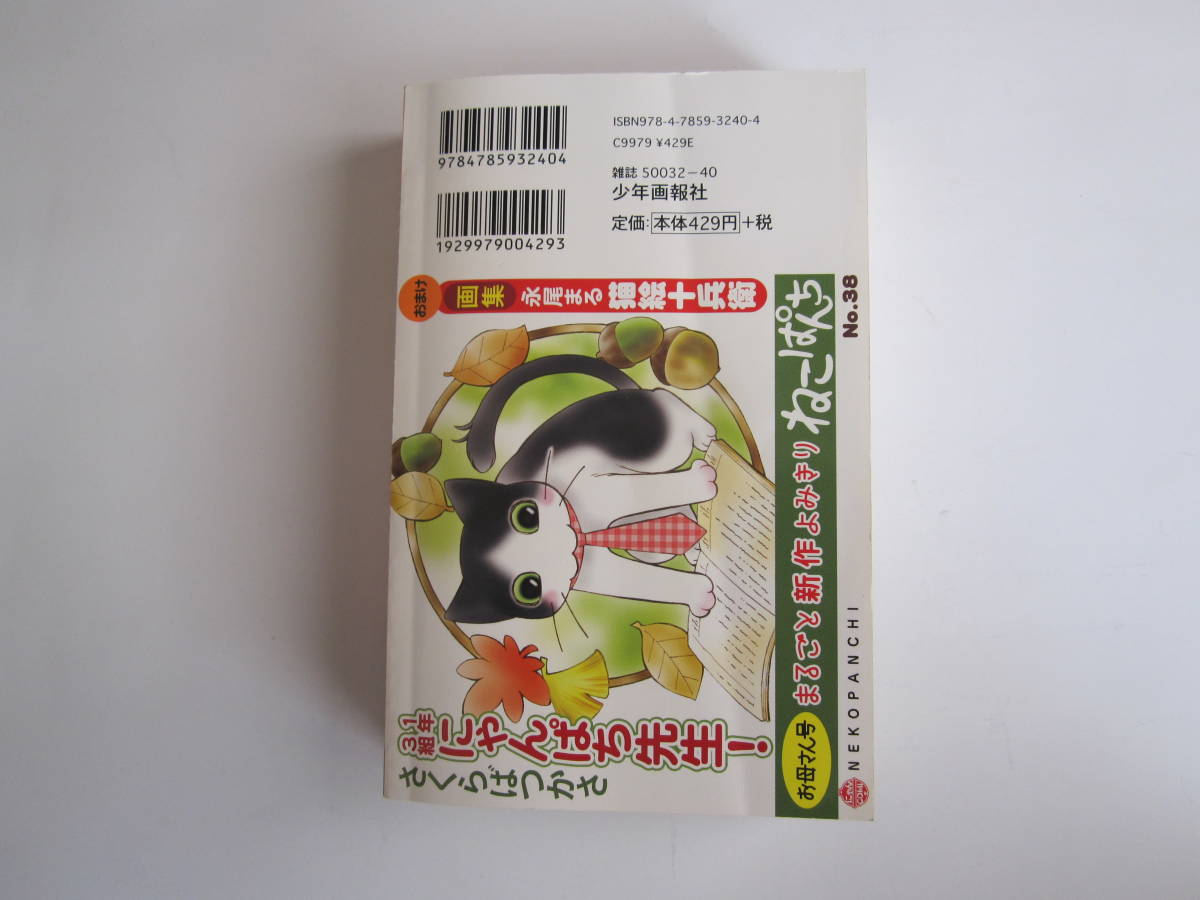 9784785932404
ISBN978-4-7859-3240-4
C9979 ¥429E
雑誌 50032−40
少年画報社
定価:本体429円+税
1929979004293
おまけ
画集 永尾まる 猫絵十兵衛
1年
3組
にゃんぱち先生!
さくらばつかさ
お母さん号
まるごと新作よみきり ねこぱんち
No.38
NEKOPANCHI
にゃん
COMI